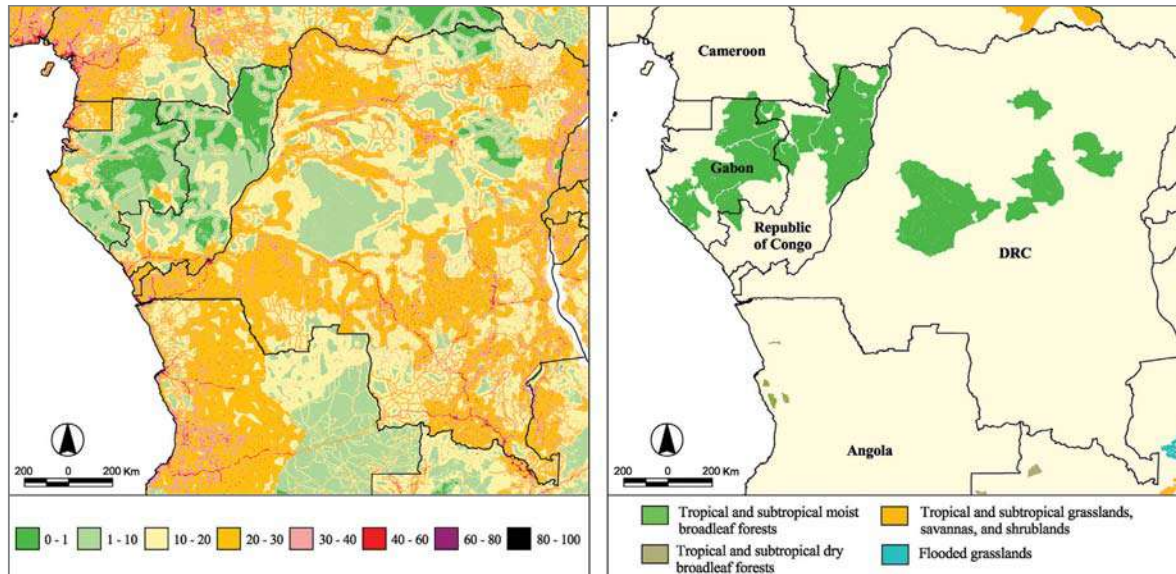 200 0 200 Km
0 - 1
1 - 10
10 - 20
20 - 30
30 - 40
40 - 60
60 - 80
80 - 100
Cameroon
Gabon
Republic
of Congo
DRC
Angola
200 0 200 Km
Tropical and subtropical moist
broadleaf forests
Tropical and subtropical dry
broadleaf forests
Tropical and subtropical grasslands,
savannas, and shrublands
Flooded grasslands